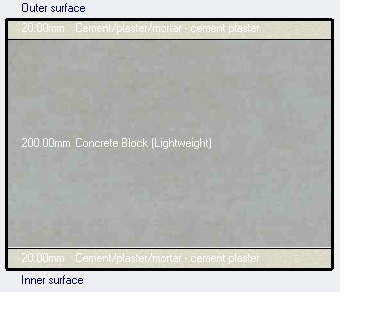 Outer surface
20.00mm Cement/plaster/mortar - cement plaster
200.00mm Concrete Block (Lightweight)
20.00mm Cement/plaster/mortar - cement plaster
Inner surface